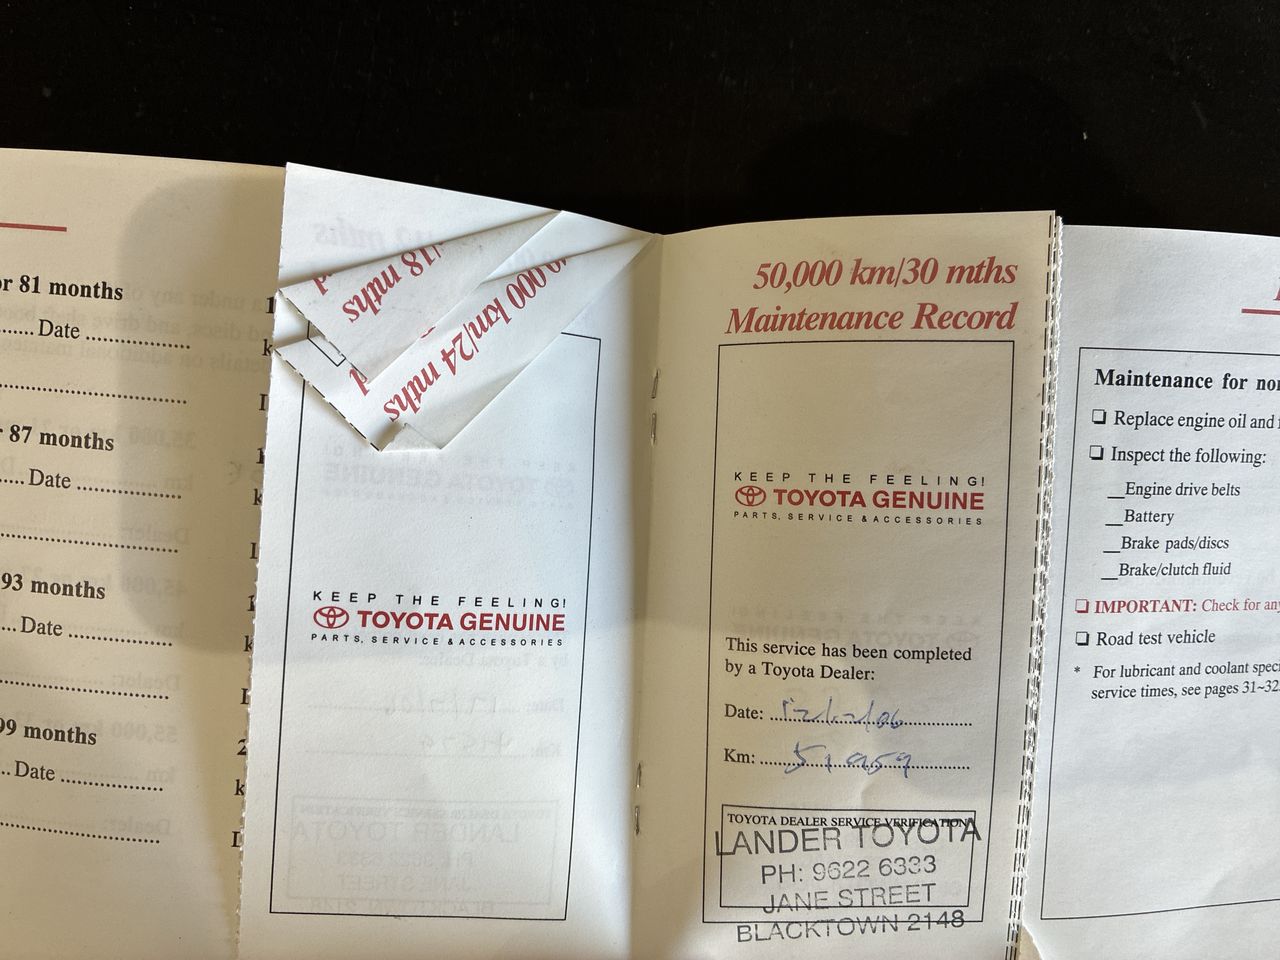 or 81 months
....... Date ......................
87 months
..... Date ......................
93 months
... Date ......................
99 months
.. Date ......................
/18 mths
000 km/24 mths
KEEP THE FEELING!
TOYOTA GENUINE
PARTS, SERVICE & ACCESSORIES
50,000 km/30 mths
Maintenance Record
KEEP THE FEELING!
TOYOTA GENUINE
PARTS, SERVICE & ACCESSORIES
This service has been completed
by a Toyota Dealer:
Date:
Km:
TOYOTA DEALER SERVICE VERIFICATION
LANDER TOYOTA
PH: 9622 6333
JANE STREET
BLACKTOWN 2148
Maintenance for
❏ Replace engine oil and
❏ Inspect the following:
__Engine drive belts
__Battery
__Brake pads/discs
__Brake/clutch fluid
❏ IMPORTANT: Check for any
❏ Road test vehicle
* For lubricant and coolant
service times, see pages 31~32